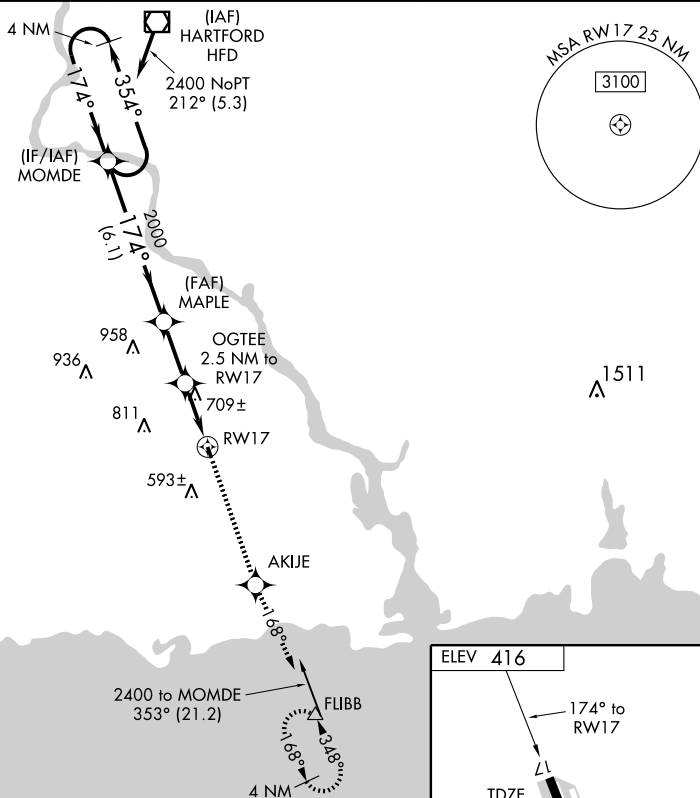 4 NM
(IAF)
HARTFORD
HFD
2400 NoPT
212° (5.3)
174°
354°
(IF/IAF)
MOMDE
MSA RW17 25 NM
3100
2000
174°
(6.1)
(FAF)
MAPLE
958
936
OGTEE
2.5 NM to
RW17
709±
811
RW17
593±
1511
AKIJE
168°
2400 to MOMDE
353° (21.2)
FLIBB
168°
348°
4 NM
ELEV 416
174° to
RW17
17
TDZE